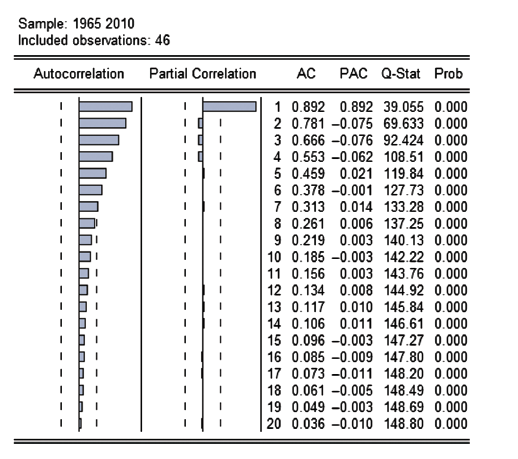 Sample: 1965 2010
Included observations: 46
Autocorrelation Partial Correlation AC PAC Q-Stat Prob
1 0.892 0.892 39.055 0.000
2 0.781 –0.075 69.633 0.000
3 0.666 –0.076 92.424 0.000
4 0.553 –0.062 108.51 0.000
5 0.459 0.021 119.84 0.000
6 0.378 –0.001 127.73 0.000
7 0.313 0.014 133.28 0.000
8 0.261 0.006 137.25 0.000
9 0.219 0.003 140.13 0.000
10 0.185 –0.003 142.22 0.000
11 0.156 0.003 143.76 0.000
12 0.134 0.008 144.92 0.000
13 0.117 0.010 145.84 0.000
14 0.106 0.011 146.61 0.000
15 0.096 –0.003 147.27 0.000
16 0.085 –0.009 147.80 0.000
17 0.073 –0.011 148.20 0.000
18 0.061 –0.005 148.49 0.000
19 0.049 –0.003 148.69 0.000
20 0.036 –0.010 148.80 0.000